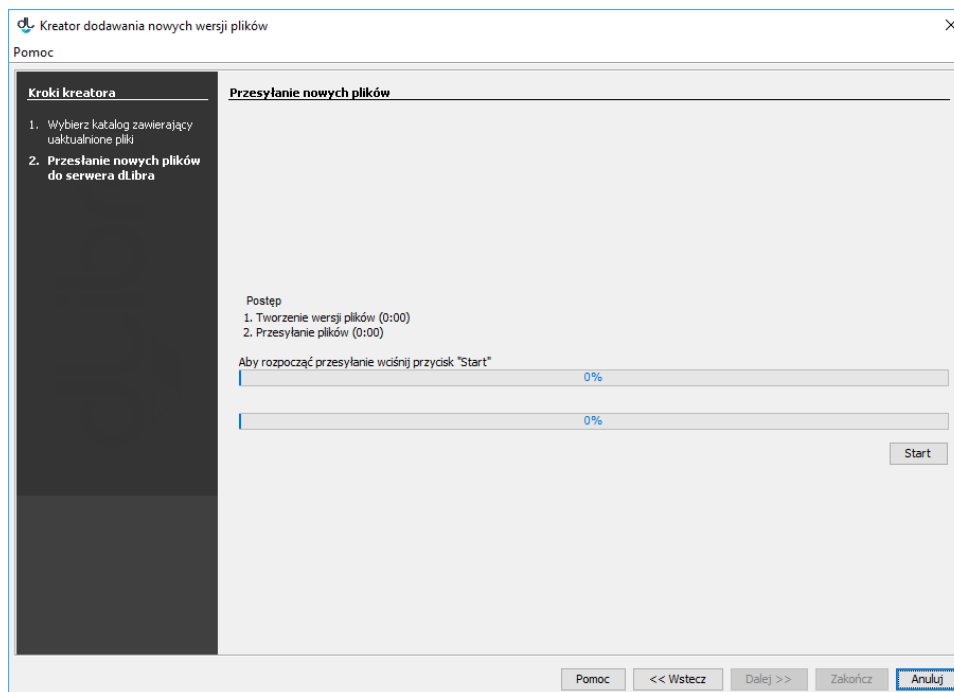 dL Kreator dodawania nowych wersji plików
Pomoc
Kroki kreatora
1. Wybierz katalog zawierający
uaktualnione pliki
2. Przesłanie nowych plików
do serwera dLibra
Przesyłanie nowych plików
Postęp
1. Tworzenie wersji plików (0:00)
2. Przesyłanie plików (0:00)
Aby rozpocząć przesyłanie wciśnij przycisk "Start"
0%
0%
Start
Pomoc
<< Wstecz
Dalej >>
Zakończ
Anuluj